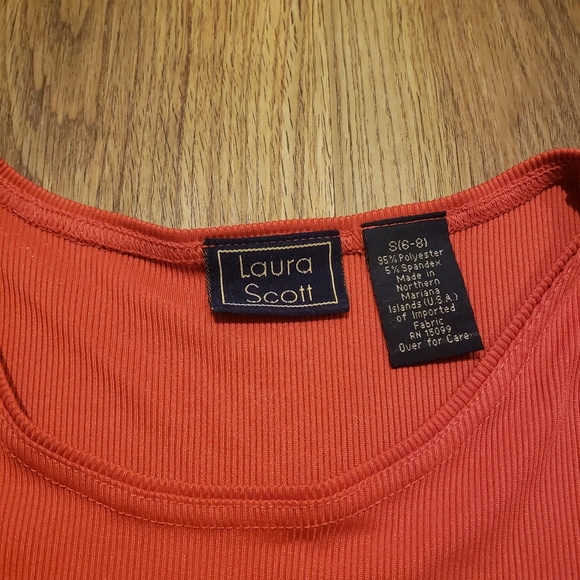 Laura
Scott
S(6-8)
95% Polyester
5% Spandex
Made in
Northern
Mariana
Islands (U.S.A.)
of Imported
Fabric
RN 15099
Over for Care